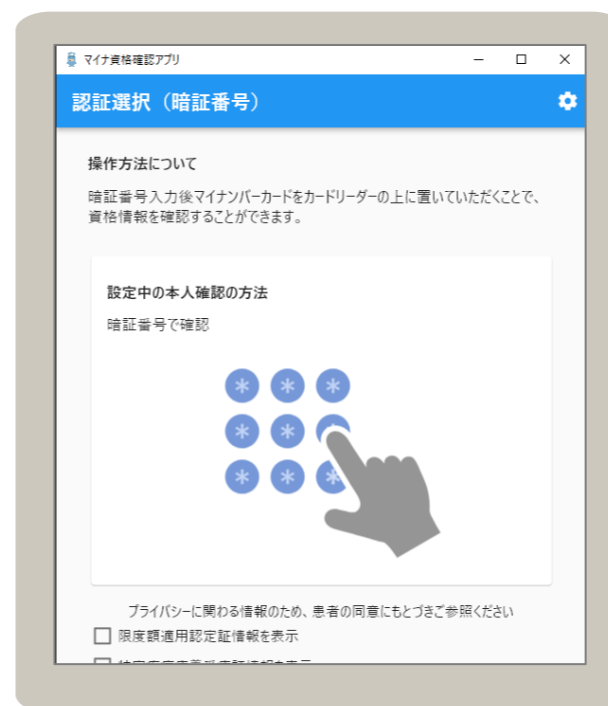 マイナ資格確認アプリ
認証選択（暗証番号）
操作方法について
暗証番号入力後マイナンバーカードをカードリーダーの上に置いていただくことで、
資格情報を確認することができます。
設定中の本人確認の方法
暗証番号で確認
プライバシーに関わる情報のため、患者の同意にもとづきご参照ください
限度額適用認定証情報を表示